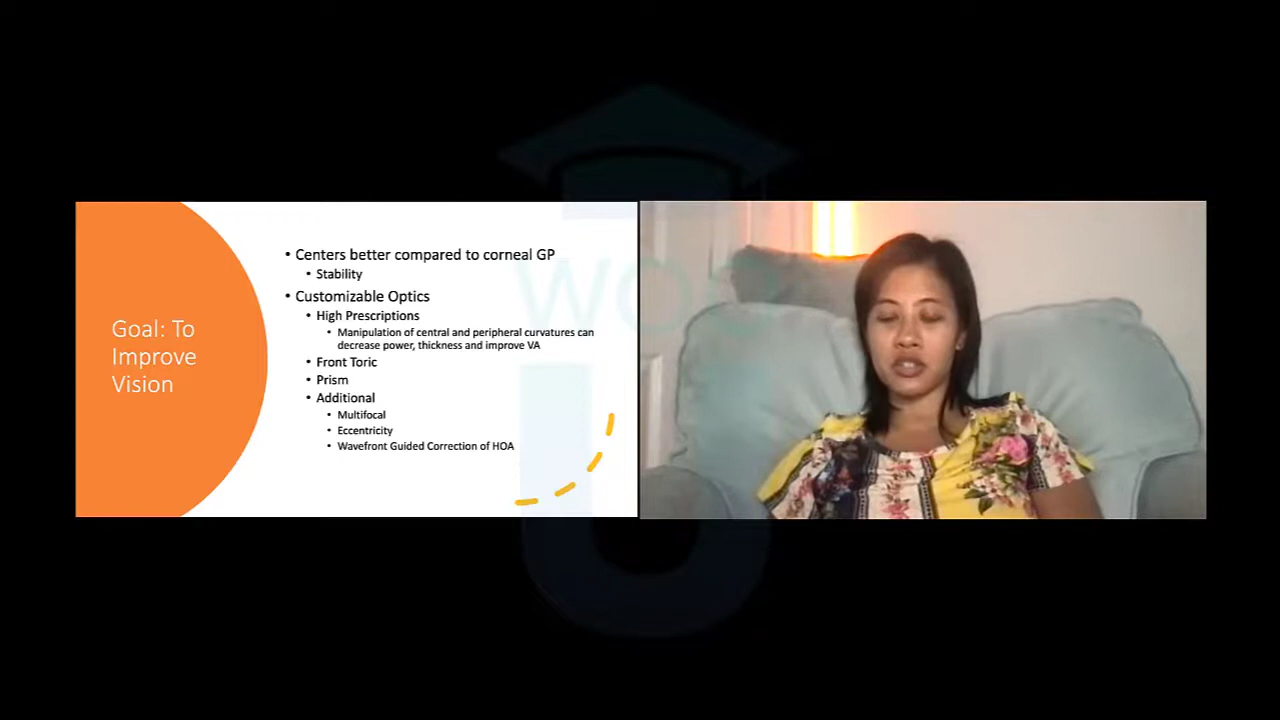 Goal: To
Improve
Vision
• Centers better compared to corneal GP
• Stability
• Customizable Optics
• High Prescriptions
• Manipulation of central and peripheral curvatures can
decrease power, thickness and improve VA
• Front Toric
• Prism
• Additional
• Multifocal
• Eccentricity
• Wavefront Guided Correction of HOA